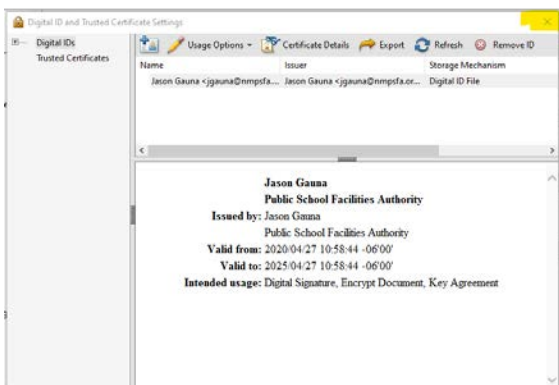 Digital ID and Trusted Certificate Settings
Digital IDs
Trusted Certificates
Usage Options Certificate Details Export Refresh Remove ID
Name Issuer Storage Mechanism
Jason Gauna <jgauna@nmpsfa.... Jason Gauna <jgauna@nmpsfa.or... Digital ID File
Jason Gauna
Public School Facilities Authority
Issued by: Jason Gauna
Public School Facilities Authority
Valid from: 2020/04/27 10:58:44 -06'00'
Valid to: 2025/04/27 10:58:44 -06'00'
Intended usage: Digital Signature, Encrypt Document, Key Agreement